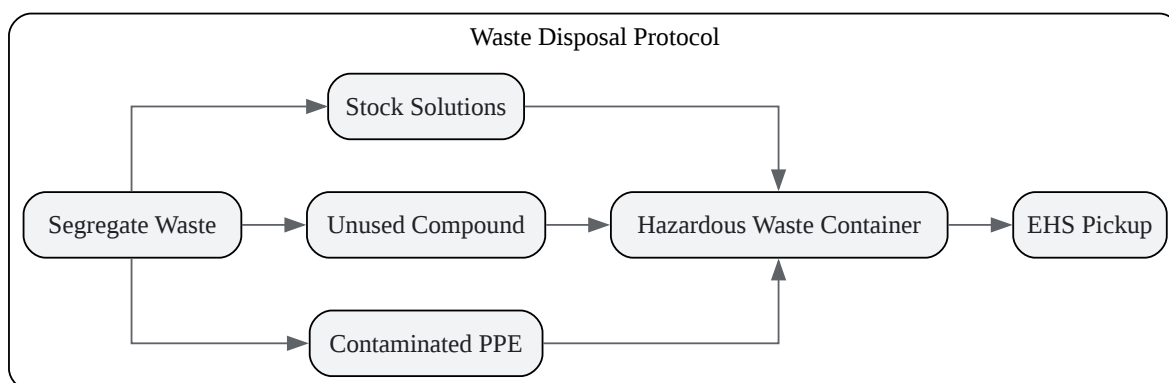 Waste Disposal Protocol
Stock Solutions
Segregate Waste
Unused Compound
Hazardous Waste Container
EHS Pickup
Contaminated PPE